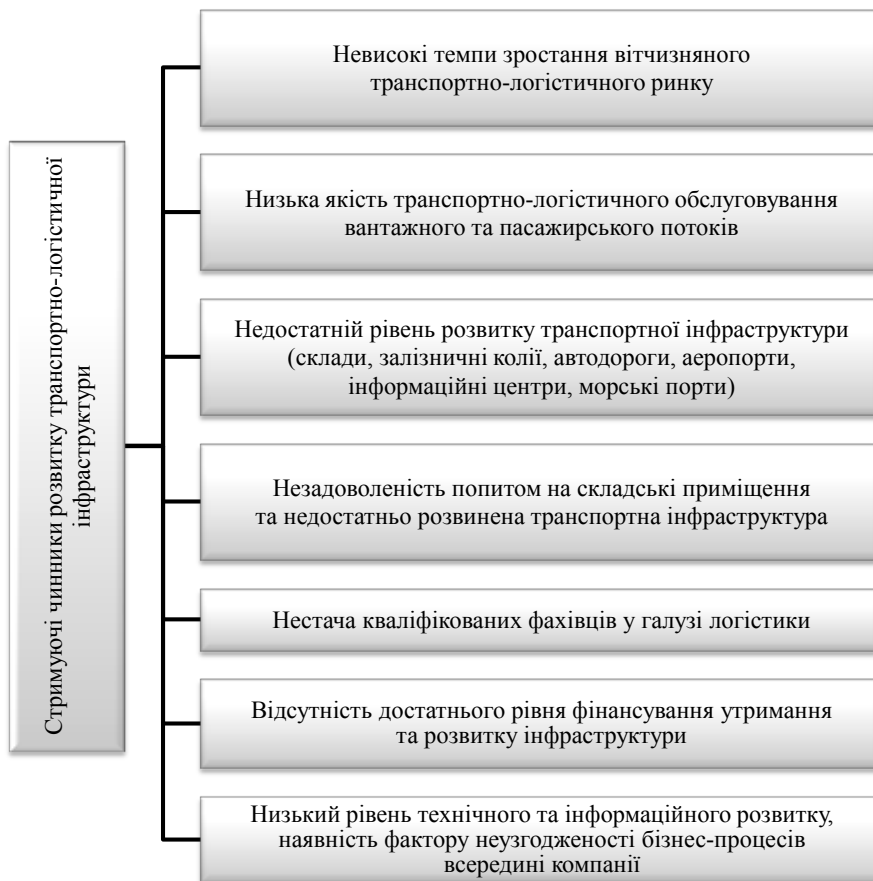 Стримуючі чинники розвитку транспортно-логістичної
інфраструктури
Невисокі темпи зростання вітчизняного
транспортно-логістичного ринку
Низька якість транспортно-логістичного обслуговування
вантажного та пасажирського потоків
Недостатній рівень розвитку транспортної інфраструктури
(склади, залізничні колії, автодороги, аеропорти,
інформаційні центри, морські порти)
Незадоволеність попитом на складські приміщення
та недостатньо розвинена транспортна інфраструктура
Нестача кваліфікованих фахівців у галузі логістики
Відсутність достатнього рівня фінансування утримання
та розвитку інфраструктури
Низький рівень технічного та інформаційного розвитку,
наявність фактору неузгодженості бізнес-процесів
всередині компанії